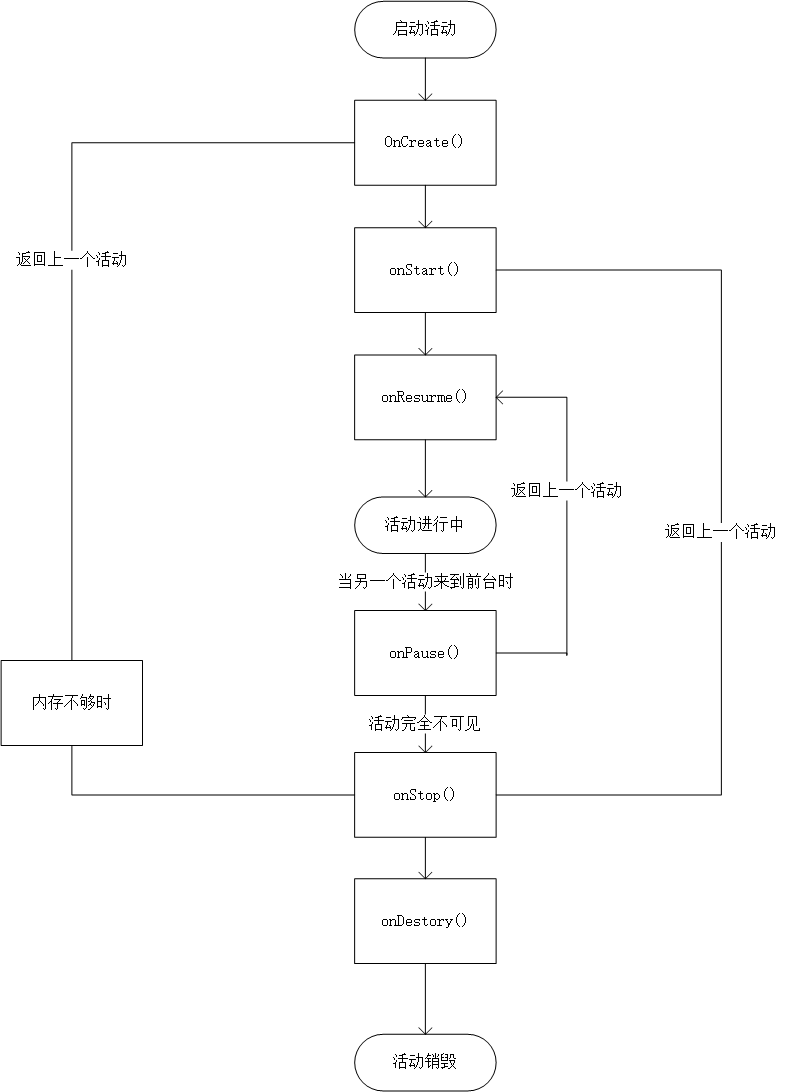 启动活动
OnCreate()
返回上一个活动
onStart()
onResurme()
返回上一个活动
活动进行中
返回上一个活动
当另一个活动来到前台时
onPause()
内存不够时
活动完全不可见
onStop()
onDestory()
活动销毁